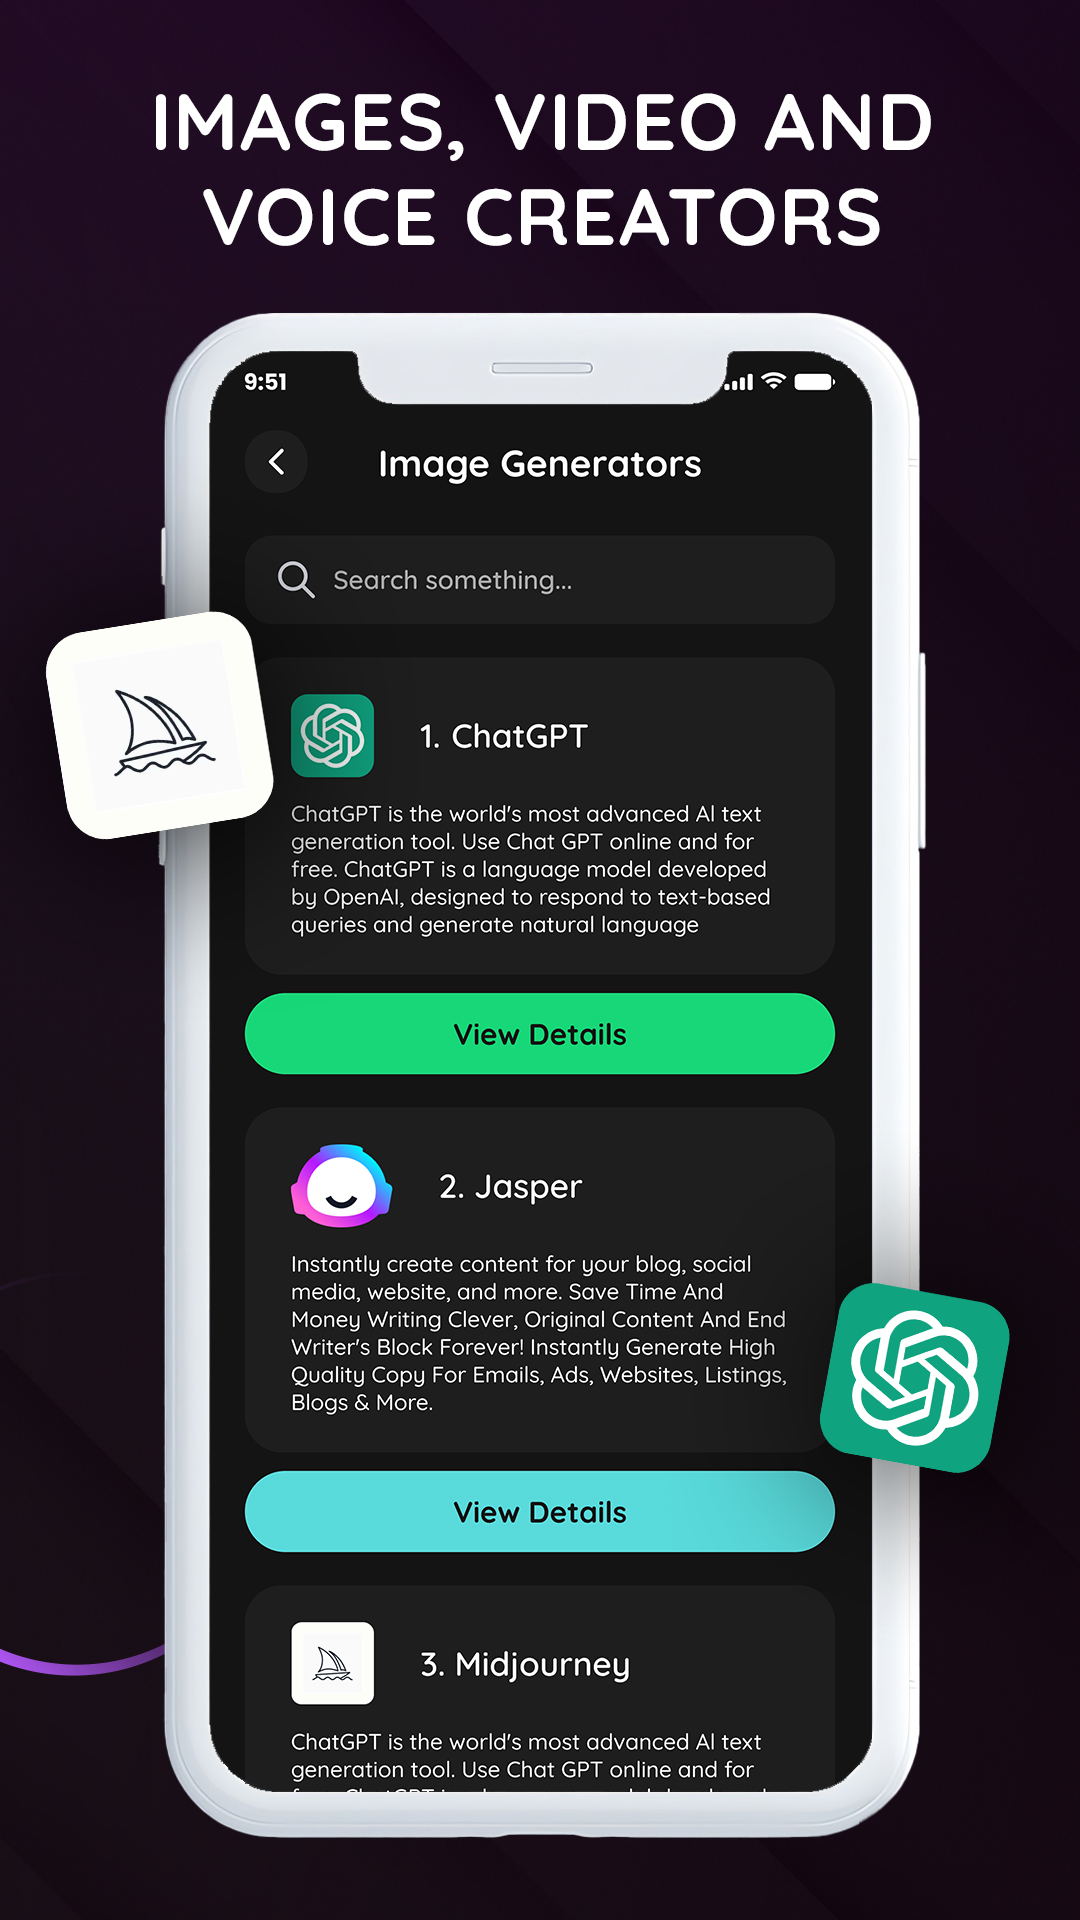 IMAGES, VIDEO AND
VOICE CREATORS
9:51
Image Generators
Search something...
1. ChatGPT
ChatGPT is the world's most advanced AI text
generation tool. Use Chat GPT online and for
free. ChatGPT is a language model developed
by OpenAI, designed to respond to text-based
queries and generate natural language
View Details
2. Jasper
Instantly create content for your blog, social
media, website, and more. Save Time And
Money Writing Clever, Original Content And End
Writer's Block Forever! Instantly Generate High
Quality Copy For Emails, Ads, Websites, Listings,
Blogs & More.
View Details
3. Midjourney
ChatGPT is the world's most advanced AI text
generation tool. Use Chat GPT online and for